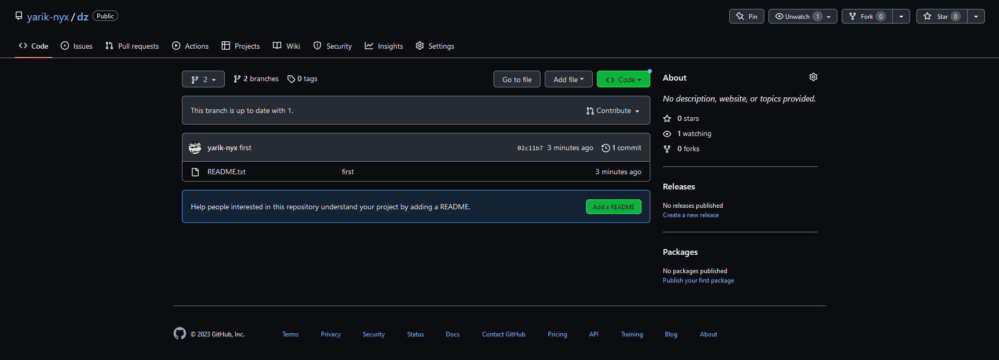 yarik-nyx / dz Public Pin Unwatch 1 Fork 0 Star 0
Code Issues Pull requests Actions Projects Wiki Security Insights Settings
2 2 branches 0 tags Go to file Add file Code
This branch is up to date with 1. Contribute
yarik-nyx first 02c11b7 3 minutes ago 1 commit
README.txt first 3 minutes ago
Help people interested in this repository understand your project by adding a README. Add a README
About
No description, website, or topics provided.
0 stars
1 watching
0 forks
Releases
No releases published
Create a new release
Packages
No packages published
Publish your first package
© 2023 GitHub, Inc. Terms Privacy Security Status Docs Contact GitHub Pricing API Training Blog About